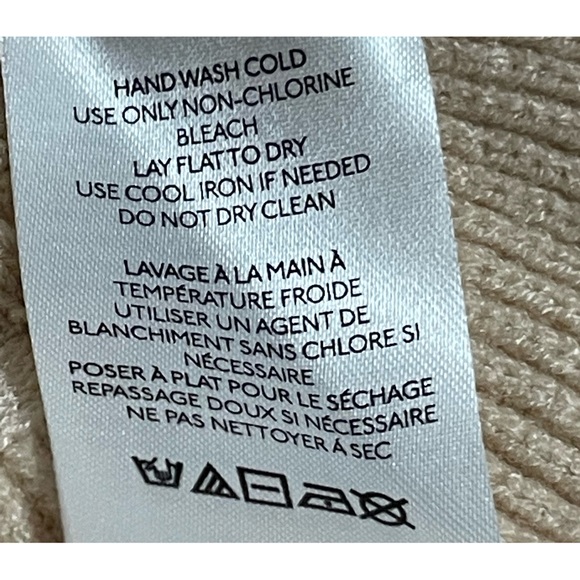 HAND WASH COLD
USE ONLY NON-CHLORINE
BLEACH
LAY FLAT TO DRY
USE COOL IRON IF NEEDED
DO NOT DRY CLEAN
LAVAGE À LA MAIN À
TEMPÉRATURE FROIDE
UTILISER UN AGENT DE
BLANCHIMENT SANS CHLORE SI
NÉCESSAIRE
POSER À PLAT POUR LE SÉCHAGE
REPASSAGE DOUX SI NÉCESSAIRE
NE PAS NETTOYER Á SEC